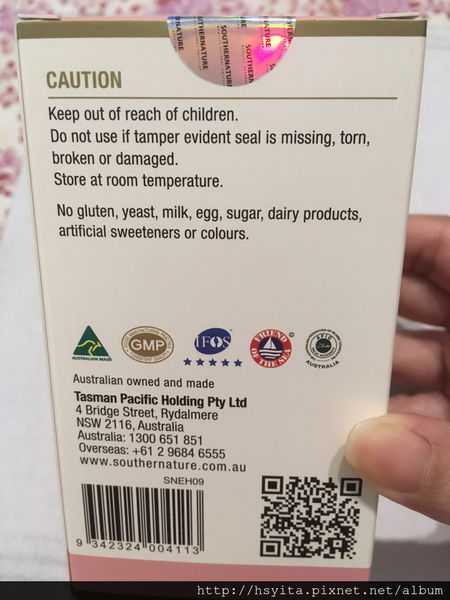 SOUTHERNATURE
CAUTION
Keep out of reach of children.
Do not use if tamper evident seal is missing, torn,
broken or damaged.
Store at room temperature.
No gluten, yeast, milk, egg, sugar, dairy products,
artificial sweeteners or colours.
AUSTRALIAN MADE
GMP
IFOS
FRIEND
OF THE SEA
AUSTRALIA
Australian owned and made
Tasman Pacific Holding Pty Ltd
4 Bridge Street, Rydalmere
NSW 2116, Australia
Australia: 1300 651 851
Overseas: +61 2 9684 6555
www.southernature.com.au
SNEH09
9 342324 004113
http://hsyita.pixnet.net/album